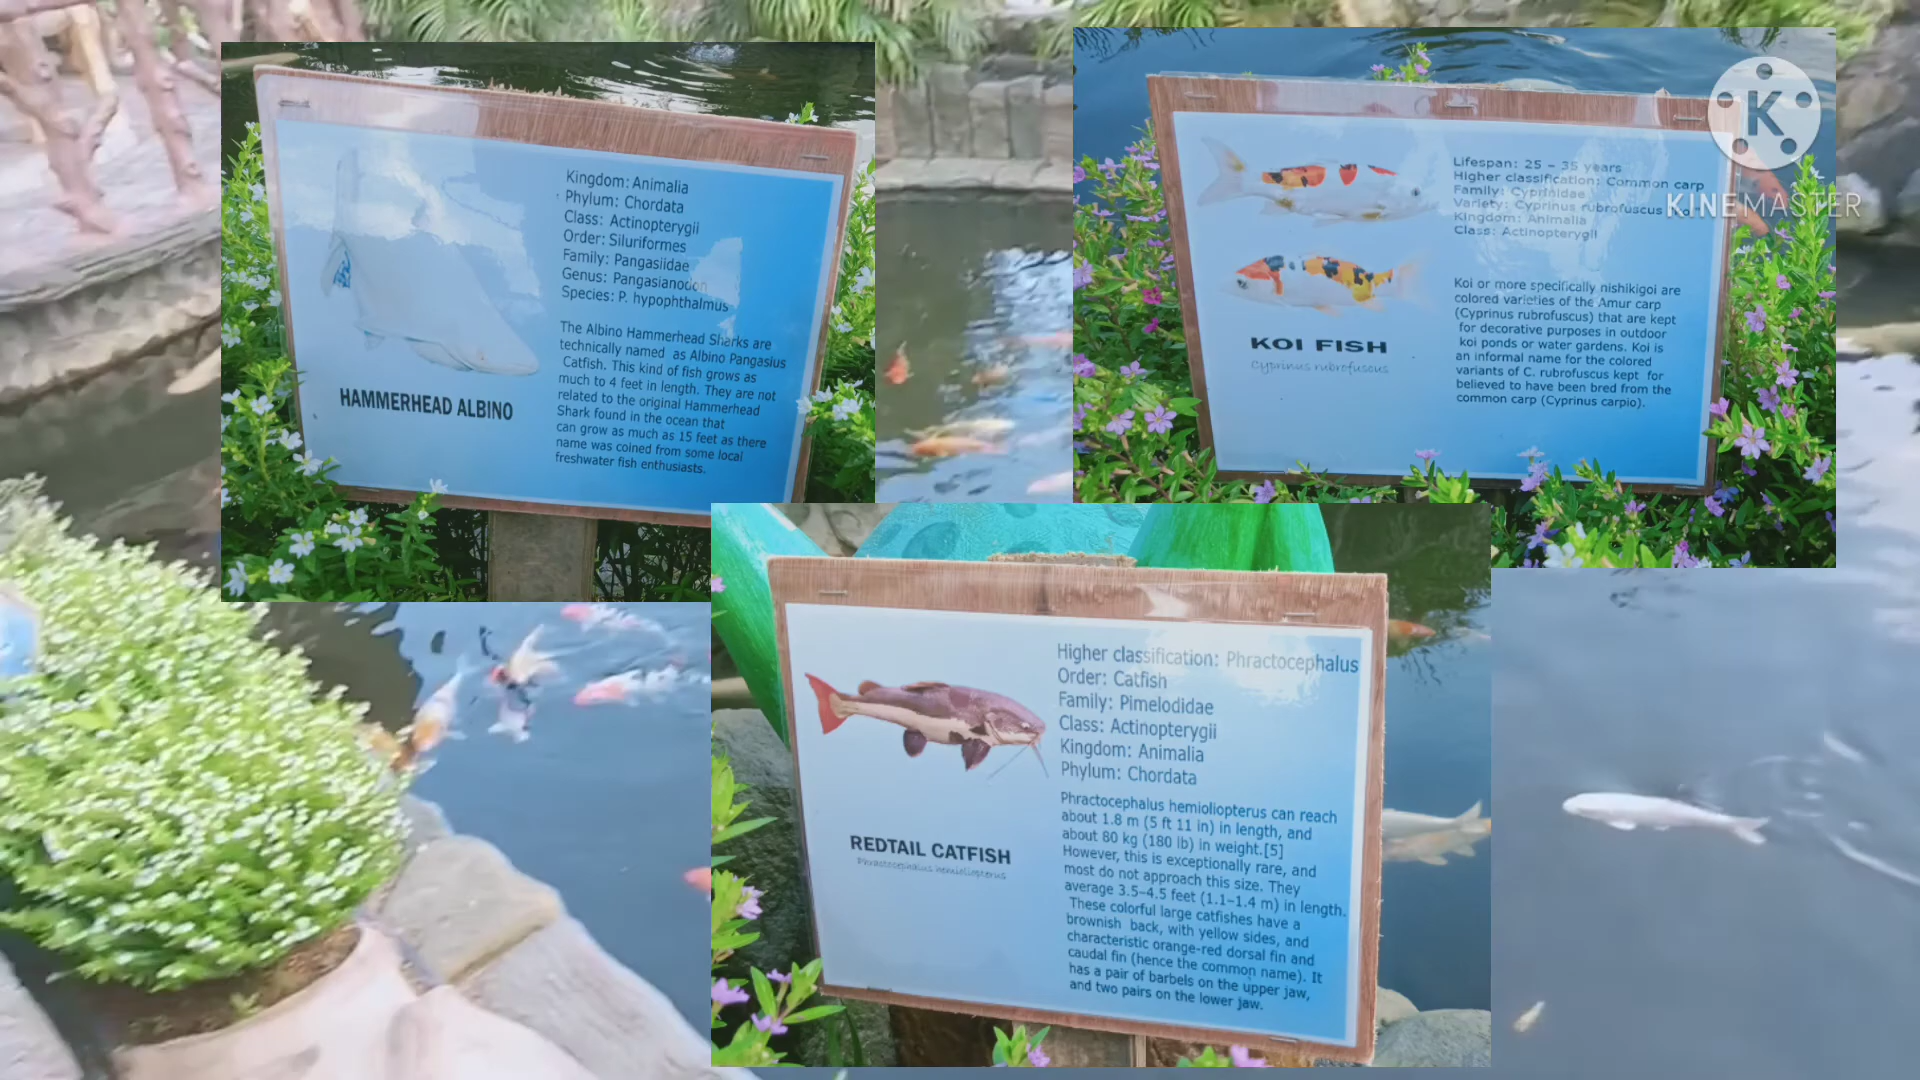 Kingdom: Animalia
Phylum: Chordata
Class: Actinopterygii
Order: Siluriformes
Family: Pangasiidae
Genus: Pangasianodon
Species: P. hypophthalmus
The Albino Hammerhead Sharks are
technically named as Albino Pangasius
Catfish. This kind of fish grows as
much to 4 feet in length. They are not
related to the original Hammerhead
Shark found in the ocean that
can grow as much as 15 feet as there
name was coined from some local
freshwater fish enthusiasts.
HAMMERHEAD ALBINO
Lifespan: 25 – 35 years
Higher classification: Common carp
Family: Cyprinidae
Variety: Cyprinus rubrofuscus
Kingdom: Animalia
Class: Actinopterygii
Koi or more specifically nishikigoi are
colored varieties of the Amur carp
(Cyprinus rubrofuscus) that are kept
for decorative purposes in outdoor
koi ponds or water gardens. Koi is
an informal name for the colored
variants of C. rubrofuscus kept for
believed to have been bred from the
common carp (Cyprinus carpio).
KOI FISH
Cyprinus rubrofuscus
K
KINEMASTER
Higher classification: Phractocephalus
Order: Catfish
Family: Pimelodidae
Class: Actinopterygii
Kingdom: Animalia
Phylum: Chordata
Phractocephalus hemioliopterus can reach
about 1.8 m (5 ft 11 in) in length, and
about 80 kg (180 lb) in weight.[5]
However, this is exceptionally rare, and
most do not approach this size. They
average 3.5–4.5 feet (1.1–1.4 m) in length.
These colorful large catfishes have a
brownish back, with yellow sides, and
characteristic orange-red dorsal fin and
caudal fin (hence the common name). It
has a pair of barbels on the upper jaw,
and two pairs on the lower jaw.
REDTAIL CATFISH
Phractocephalus hemioliopterus